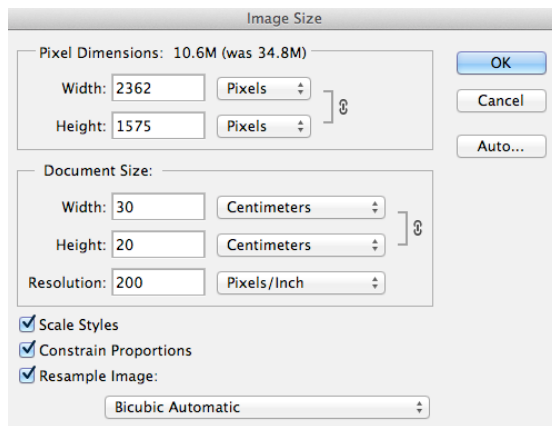 Image Size
Pixel Dimensions: 10.6M (was 34.8M)
OK
Width: 2362 Pixels
Cancel
Height: 1575 Pixels
Auto...
Document Size:
Width: 30 Centimeters
Height: 20 Centimeters
Resolution: 200 Pixels/Inch
Scale Styles
Constrain Proportions
Resample Image:
Bicubic Automatic